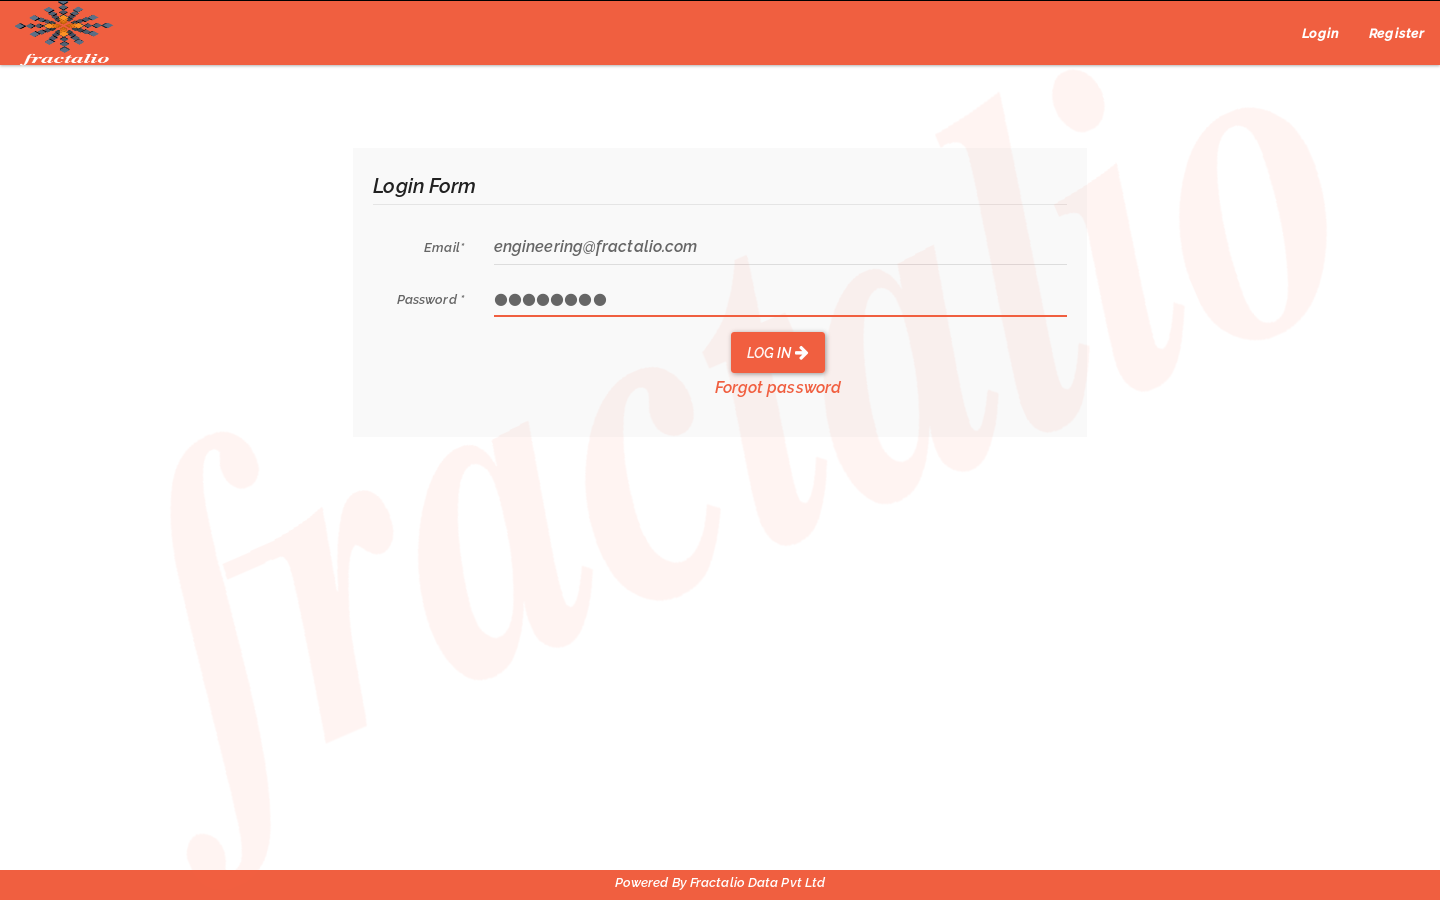 fractalio
Login Register
Login Form
Email* engineering@fractalio.com
Password * ●●●●●●●●
LOG IN
Forgot password
fractalio
Powered By Fractalio Data Pvt Ltd